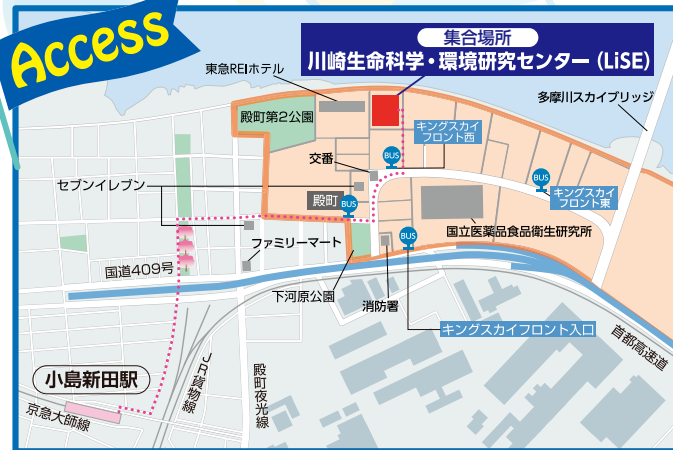 Access
集合場所
川崎生命科学・環境研究センター（LiSE）
東急REIホテル
多摩川スカイブリッジ
殿町第2公園
キングスカイ
フロント西
交番
BUS
BUS
セブンイレブン
殿町
BUS
キングスカイ
フロント東
国立医薬品食品衛生研究所
BUS
ファミリーマート
国道409号
下河原公園
消防署
キングスカイフロント入口
首都高速道
小島新田駅
JR貨物線
殿町夜光線
京急大師線